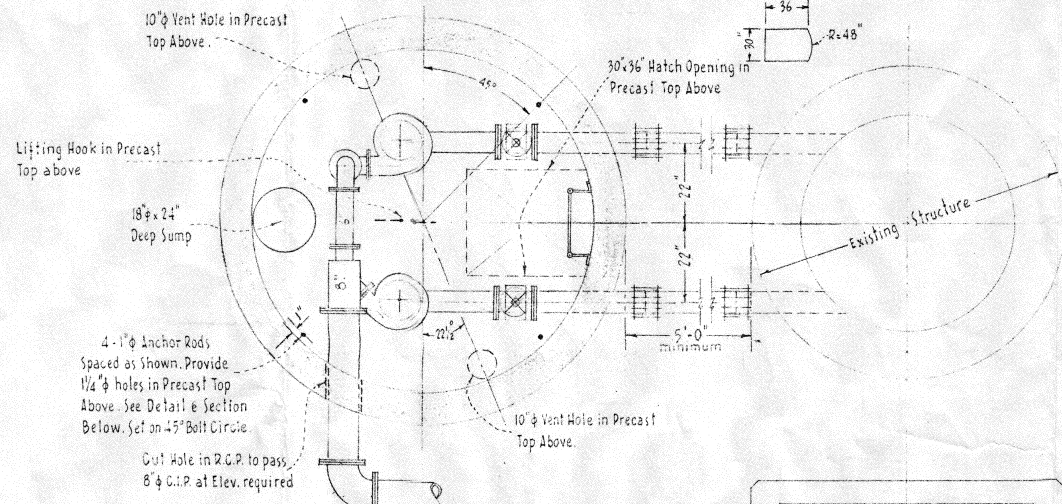 10"φ Vent Hole in Precast
Top Above.
36
30"
R=48"
45°
30"x36" Hatch Opening in
Precast Top Above
Lifting Hook in Precast
Top above
18"φ x 24"
Deep Sump
22"
22"
Existing Structure
8"
1"
4 - 1"φ Anchor Rods
Spaced as Shown. Provide
1¼"φ holes in Precast Top
Above. See Detail & Section
Below. Set on 45° Bolt Circle
22½°
5'-0"
minimum
10"φ Vent Hole in Precast
Top Above.
Cut Hole in R.C.P. to pass
8"φ C.I.P. at Elev. required